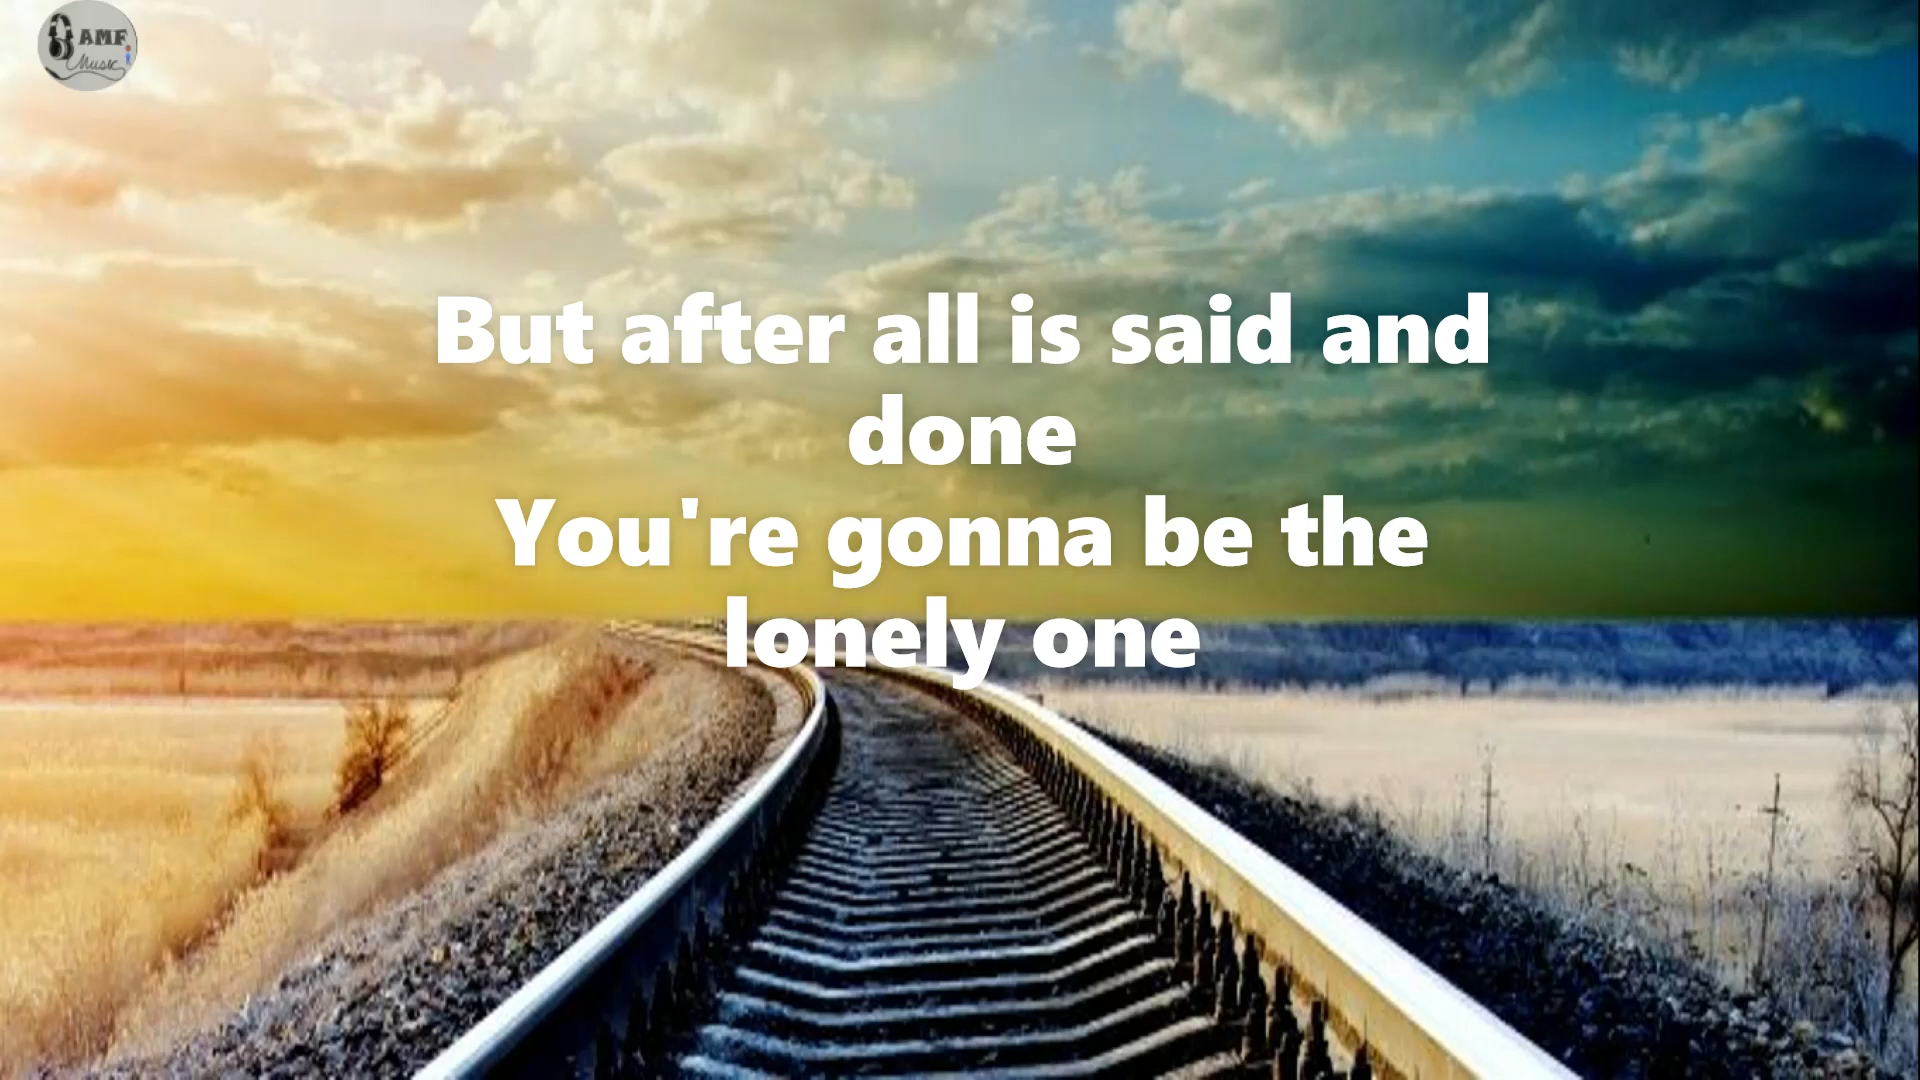 AMF
Music
But after all is said and
done
You're gonna be the
lonely one